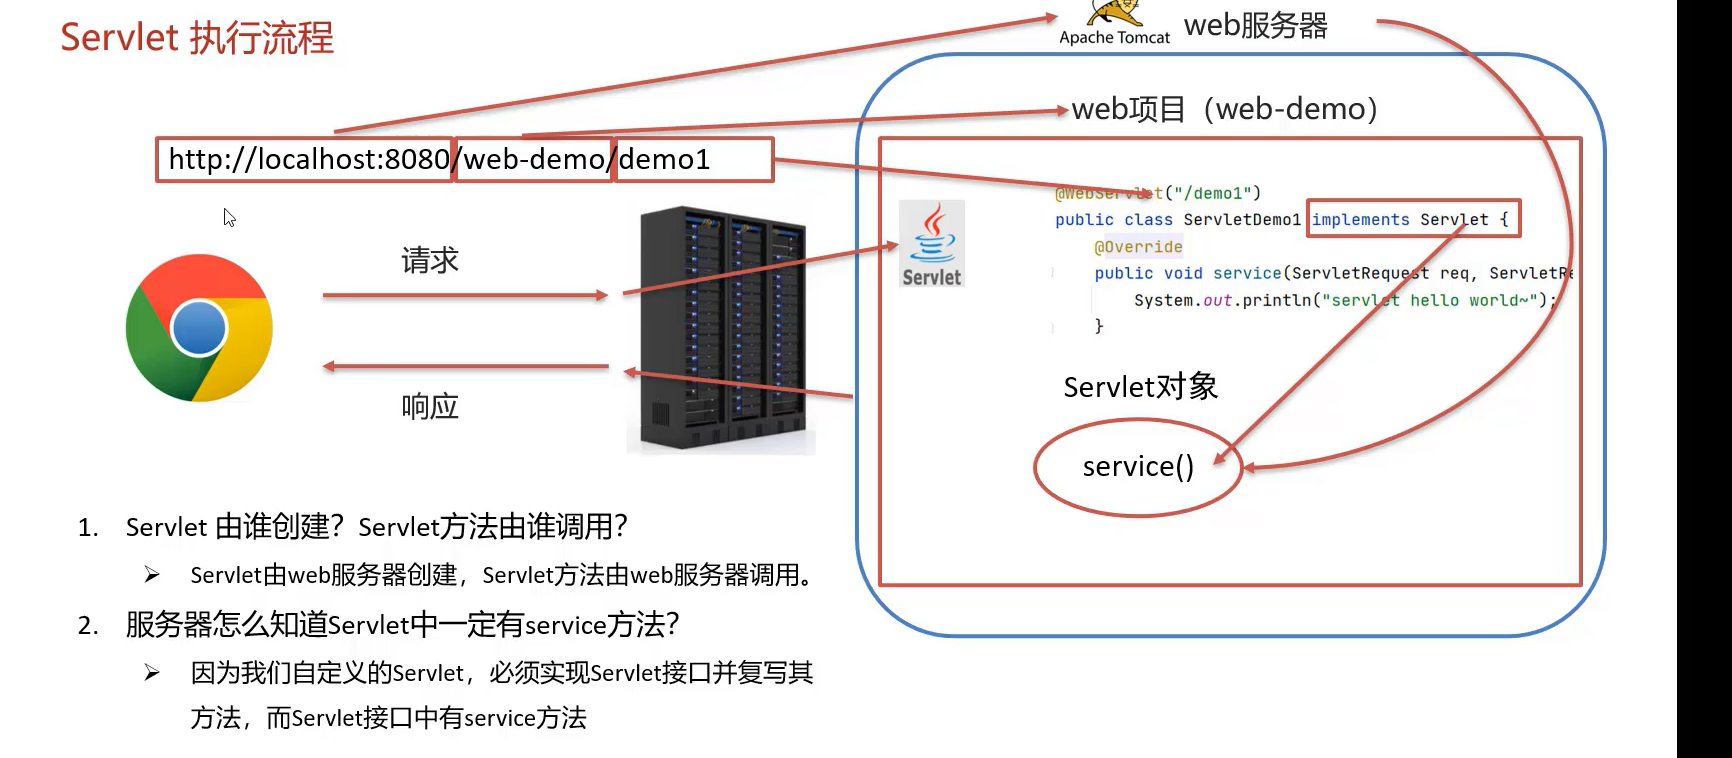 Servlet 执行流程
Apache Tomcat
web服务器
web项目（web-demo）
http://localhost:8080/web-demo/demo1
@WebServlet("/demo1")
public class ServletDemo1 implements Servlet {
@Override
public void service(ServletRequest req, ServletRe
System.out.println("servlet hello world~");
}
Servlet
请求
响应
Servlet对象
service()
1. Servlet 由谁创建？Servlet方法由谁调用？
➢ Servlet由web服务器创建，Servlet方法由web服务器调用。
2. 服务器怎么知道Servlet中一定有service方法？
➢ 因为我们自定义的Servlet，必须实现Servlet接口并复写其
方法，而Servlet接口中有service方法